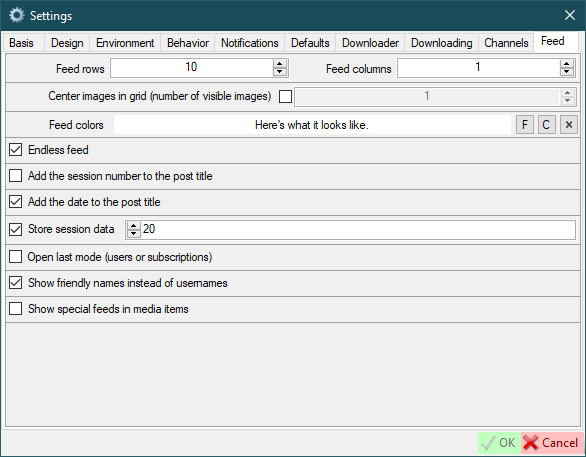 Settings
Basis Design Environment Behavior Notifications Defaults Downloader Downloading Channels Feed
Feed rows 10 Feed columns 1
Center images in grid (number of visible images) 1
Feed colors Here's what it looks like. F C ×
Endless feed
Add the session number to the post title
Add the date to the post title
Store session data 20
Open last mode (users or subscriptions)
Show friendly names instead of usernames
Show special feeds in media items
OK Cancel